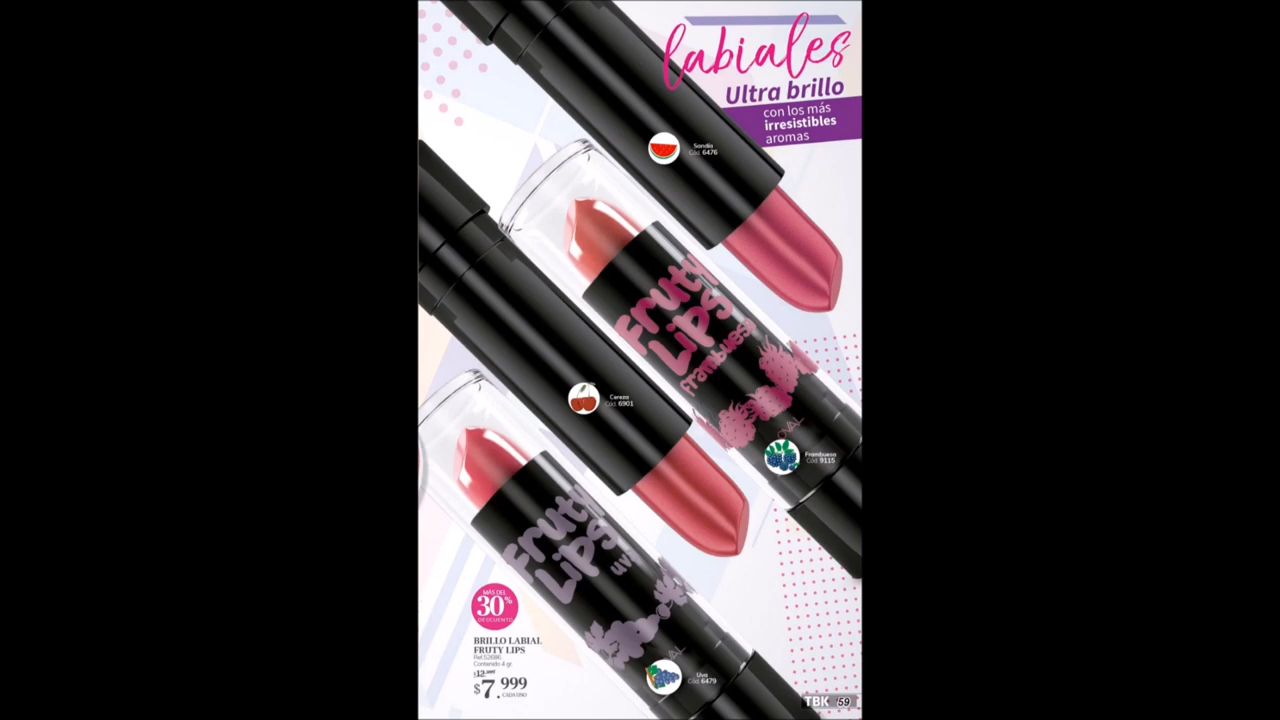 labiales
Ultra brillo
con los más
irresistibles
aromas
Sandía
Cód. 6476
Fruty
Lips
frambuesa
Cereza
Cód. 6901
Frambuesa
Cód. 9115
Fruty
Lips
uva
MÁS DEL
30%
DESCUENTO
BRILLO LABIAL
FRUTY LIPS
Contenido 4 gr.
$7.999
CADA UNO
Uva
Cód. 6479
TBK 59